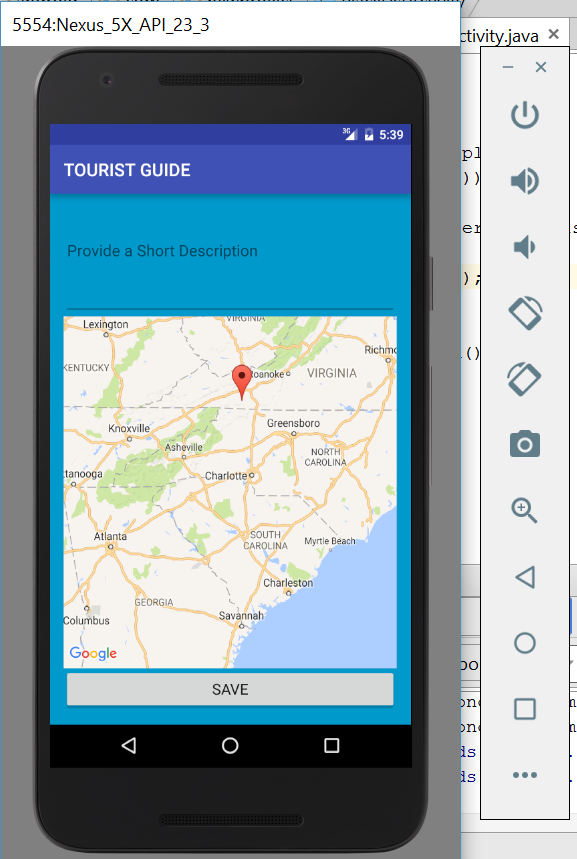 5554:Nexus_5X_API_23_3
ctivity.java
3G 5:39
TOURIST GUIDE
Provide a Short Description
VIRGINIA
Lexington
Richmo
KENTUCKY
Roanoke
VIRGINIA
Greensboro
Knoxville
NORTH
CAROLINA
Asheville
ttanooga
Charlotte
SOUTH
CAROLINA
Myrtle Beach
Atlanta
Charleston
GEORGIA
Savannah
Columbus
Google
SAVE